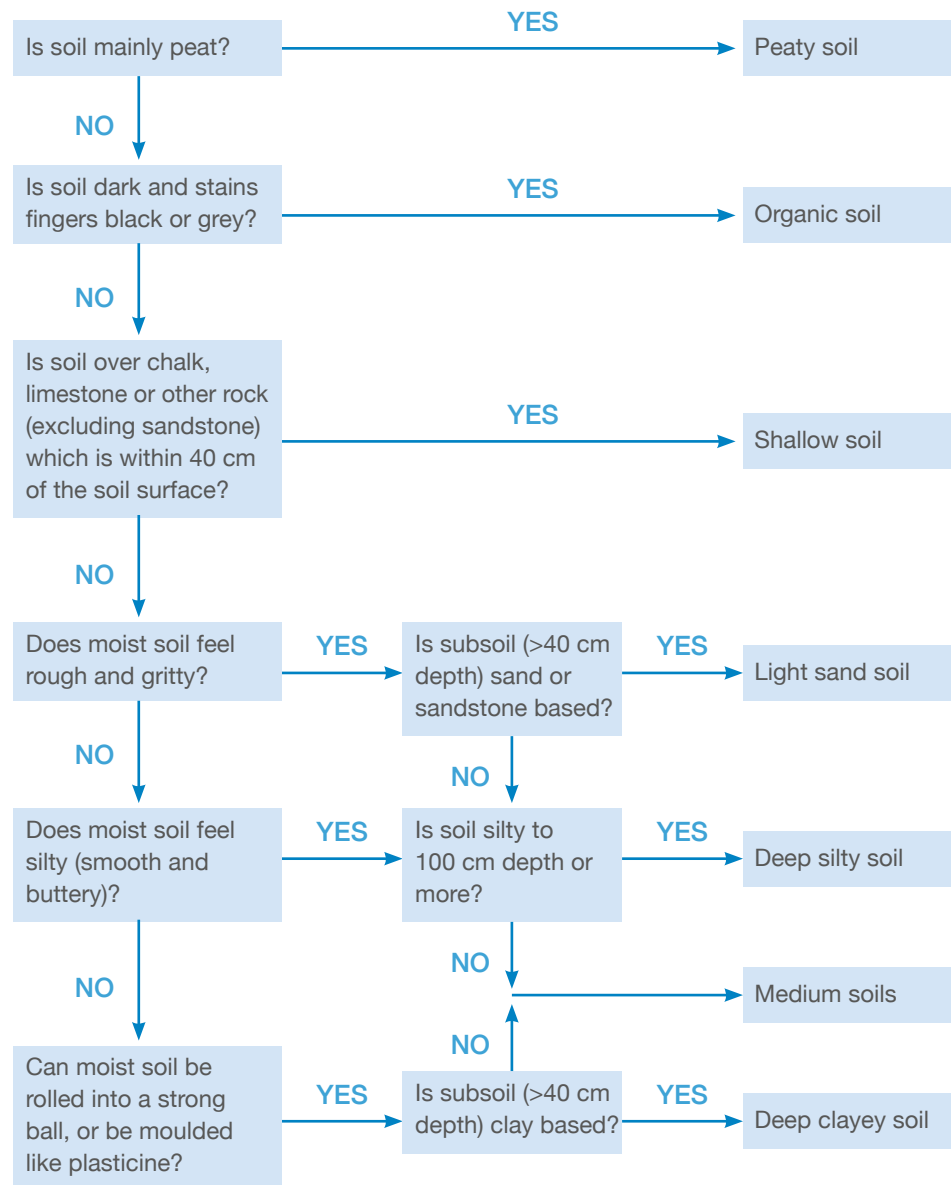 Is soil mainly peat?
YES
Peaty soil
NO
Is soil dark and stains
fingers black or grey?
YES
Organic soil
NO
Is soil over chalk,
limestone or other rock
(excluding sandstone)
which is within 40 cm
of the soil surface?
YES
Shallow soil
NO
Does moist soil feel
rough and gritty?
YES
Is subsoil (>40 cm
depth) sand or
sandstone based?
YES
Light sand soil
NO
NO
Does moist soil feel
silty (smooth and
buttery)?
YES
Is soil silty to
100 cm depth or
more?
YES
Deep silty soil
NO
NO
Medium soils
NO
Can moist soil be
rolled into a strong
ball, or be moulded
like plasticine?
YES
Is subsoil (>40 cm
depth) clay based?
YES
Deep clayey soil